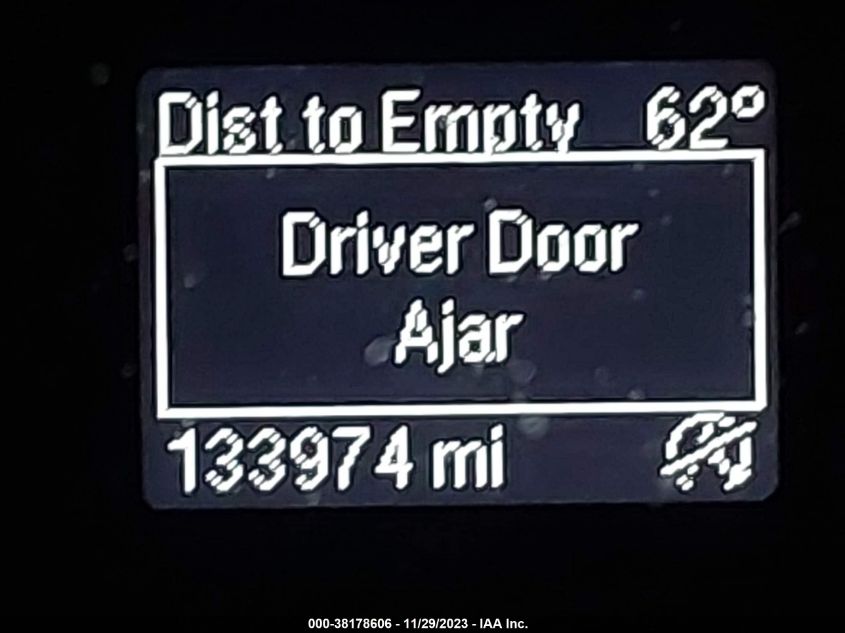 Dist to Empty 62°
Driver Door
Ajar
133974 mi
000-38178606 - 11/29/2023 - IAA Inc.